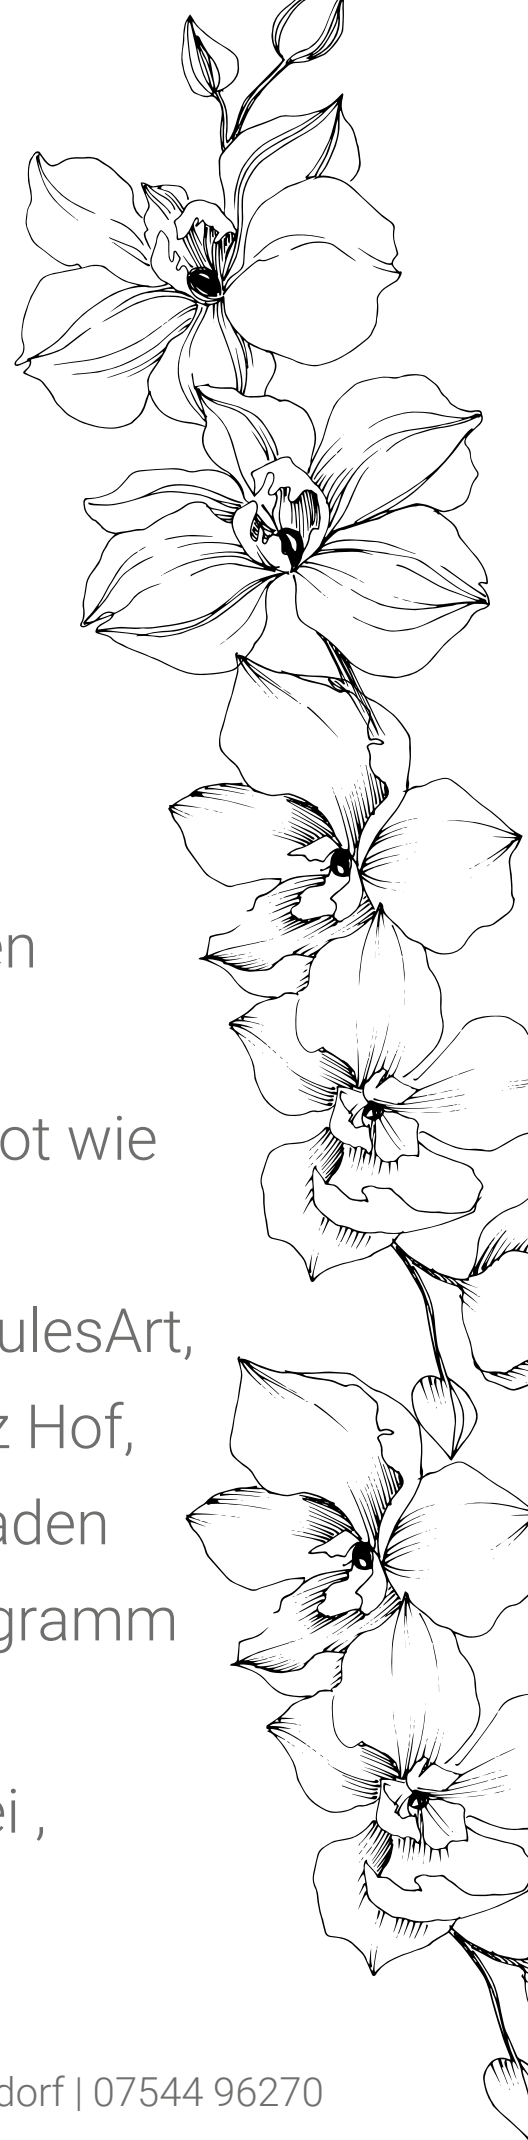 en
ot wie
ulesArt,
z Hof,
aden
gramm
ei ,
dorf | 07544 96270